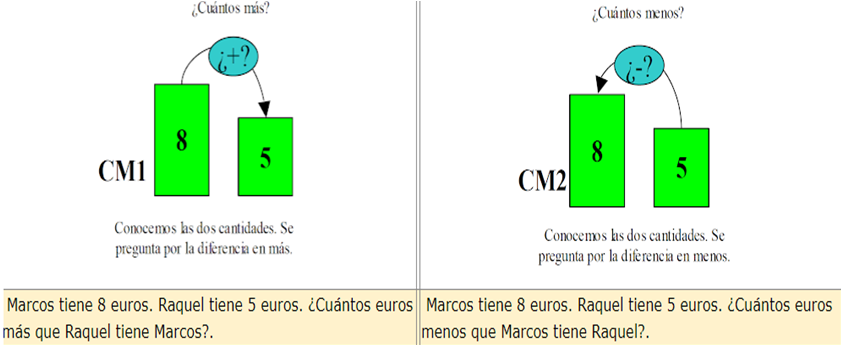 ¿Cuántos más?
¿+?
8
5
CM1
Conocemos las dos cantidades. Se
pregunta por la diferencia en más.
Marcos tiene 8 euros. Raquel tiene 5 euros. ¿Cuántos euros
más que Raquel tiene Marcos?.
¿Cuántos menos?
¿-?
8
5
CM2
Conocemos las dos cantidades. Se
pregunta por la diferencia en menos.
Marcos tiene 8 euros. Raquel tiene 5 euros. ¿Cuántos euros
menos que Marcos tiene Raquel?.